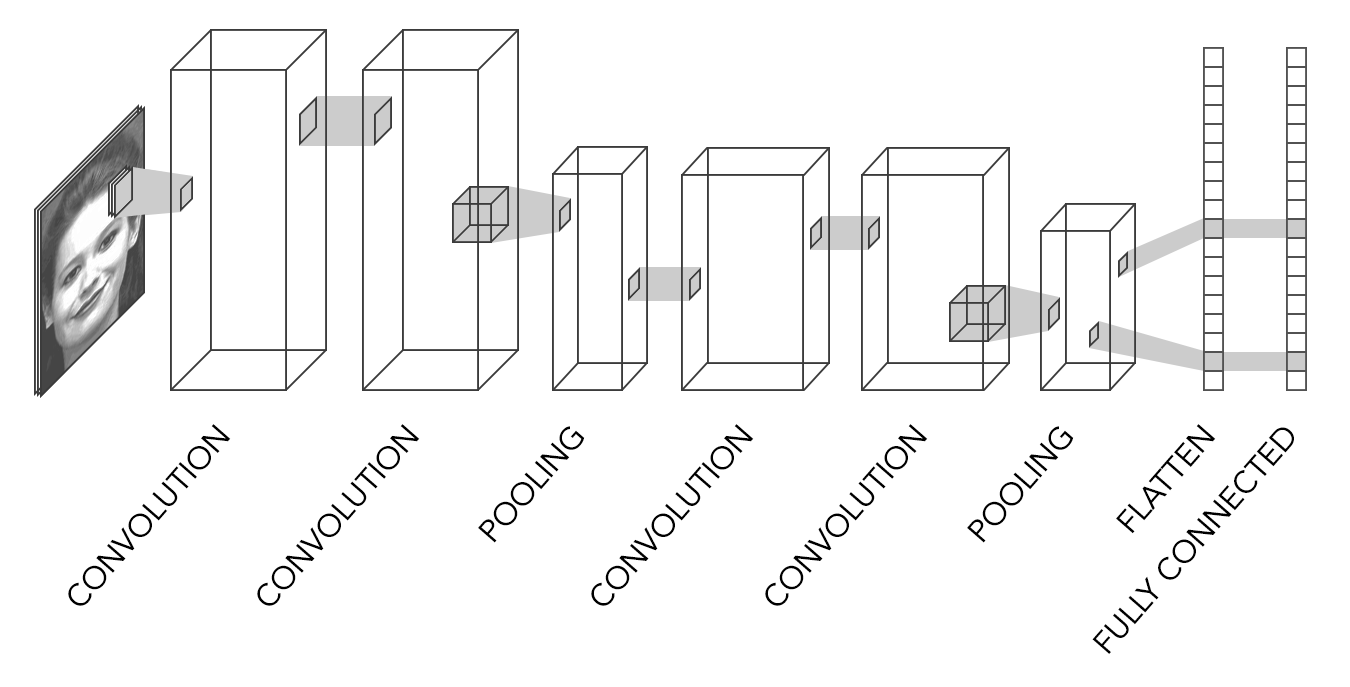 CONVOLUTION
CONVOLUTION
POOLING
CONVOLUTION
CONVOLUTION
POOLING
FLATTEN
FULLY CONNECTED